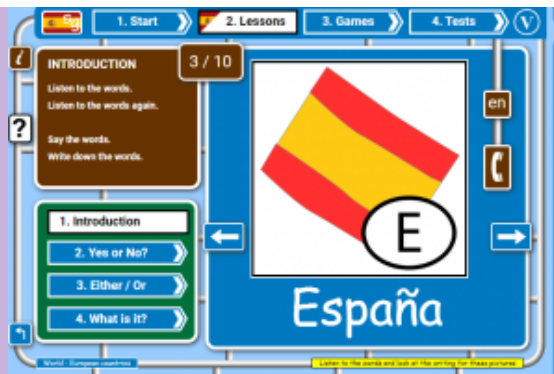 1. Start
2. Lessons
3. Games
4. Tests
V
i
INTRODUCTION
3 / 10
Listen to the words.
Listen to the words again.
Say the words.
Write down the words.
en
?
1. Introduction
2. Yes or No?
3. Either / Or
4. What is it?
E
España
World - European countries
Listen to the words and look at the writing for these pictures